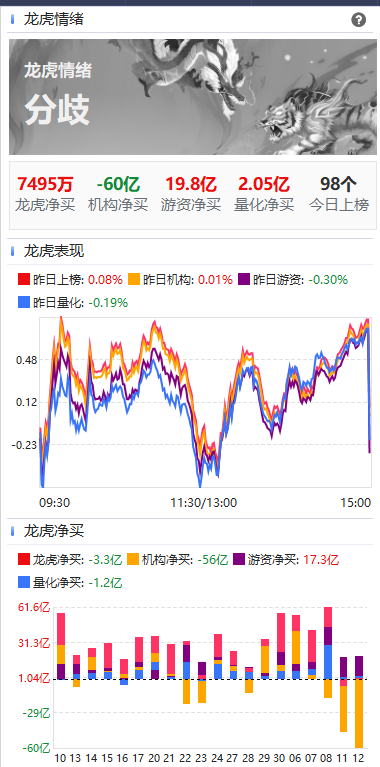 龙虎情绪
?
龙虎情绪
分歧
7495万 -60亿 19.8亿 2.05亿 98个
龙虎净买 机构净买 游资净买 量化净买 今日上榜
龙虎表现
昨日上榜: 0.08% 昨日机构: 0.01% 昨日游资: -0.30%
昨日量化: -0.19%
0.48
0.12
-0.23
09:30 11:30/13:00 15:00
龙虎净买
龙虎净买: -3.3亿 机构净买: -56亿 游资净买: 17.3亿
量化净买: -1.2亿
61.6亿
31.3亿
1.04亿
-29亿
-60亿
10 13 14 15 16 17 20 21 22 23 24 27 28 29 30 06 07 08 11 12